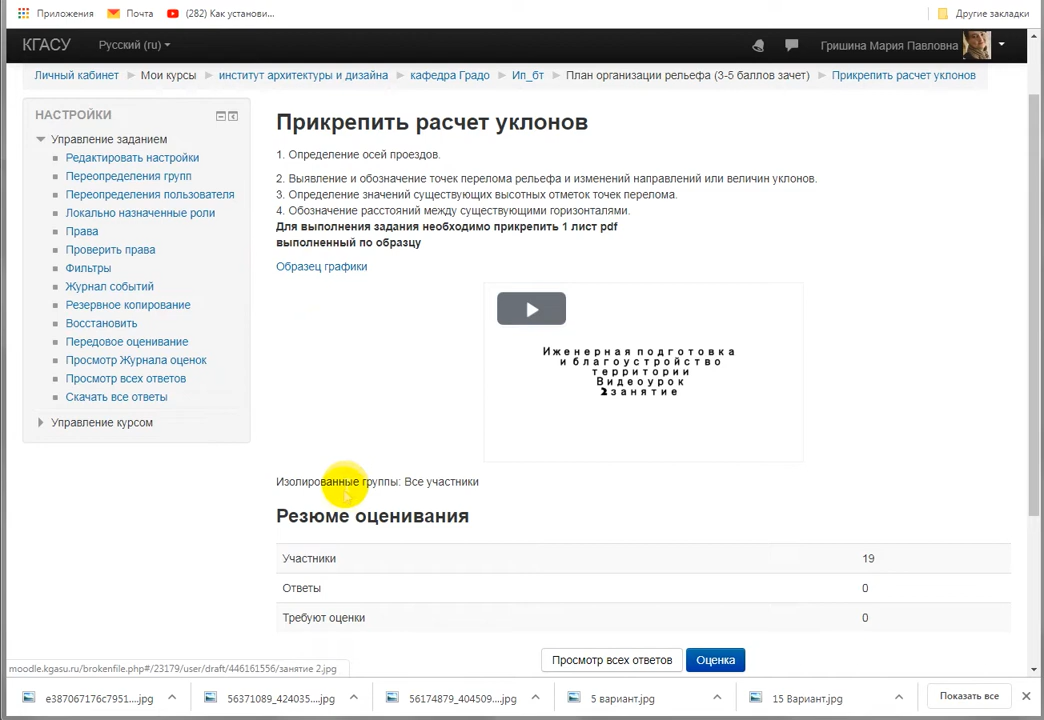 Приложения Почта (282) Как установи... Другие закладки
КГАСУ Русский (ru) Гришина Мария Павловна
Личный кабинет Мои курсы институт архитектуры и дизайна кафедра Градо Ип_бт План организации рельефа (3-5 баллов зачет) Прикрепить расчет уклонов
НАСТРОЙКИ
Управление заданием
Редактировать настройки
Переопределения групп
Переопределения пользователя
Локально назначенные роли
Права
Проверить права
Фильтры
Журнал событий
Резервное копирование
Восстановить
Передовое оценивание
Просмотр Журнала оценок
Просмотр всех ответов
Скачать все ответы
Управление курсом
Прикрепить расчет уклонов
1. Определение осей проездов.
2. Выявление и обозначение точек перелома рельефа и изменений направлений или величин уклонов.
3. Определение значений существующих высотных отметок точек перелома.
4. Обозначение расстояний между существующими горизонталями.
Для выполнения задания необходимо прикрепить 1 лист pdf
выполненный по образцу
Образец графики
Иженерная подготовка
и благоустройство
территории
Видеоурок
2 занятие
Изолированные группы: Все участники
Резюме оценивания
Участники 19
Ответы 0
Требуют оценки 0
Просмотр всех ответов Оценка
moodle.kgasu.ru/brokenfile.php#/23179/user/draft/446161556/занятие 2.jpg
e387067176c7951....jpg 56371089_424035....jpg 56174879_404509....jpg 5 вариант.jpg 15 Вариант.jpg Показать все